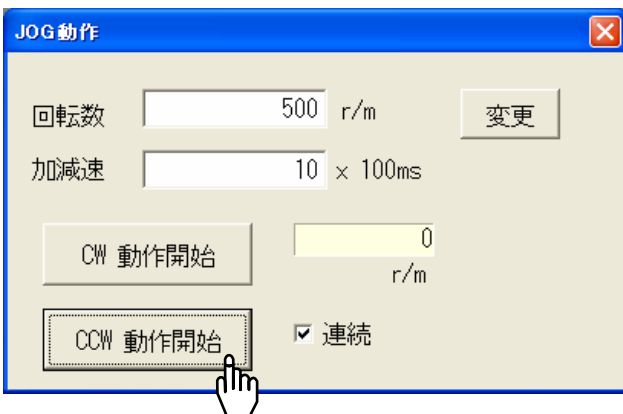 JOG動作
回転数 500 r/m 変更
加減速 10 × 100ms
CW 動作開始 0
r/m
CCW 動作開始 連続